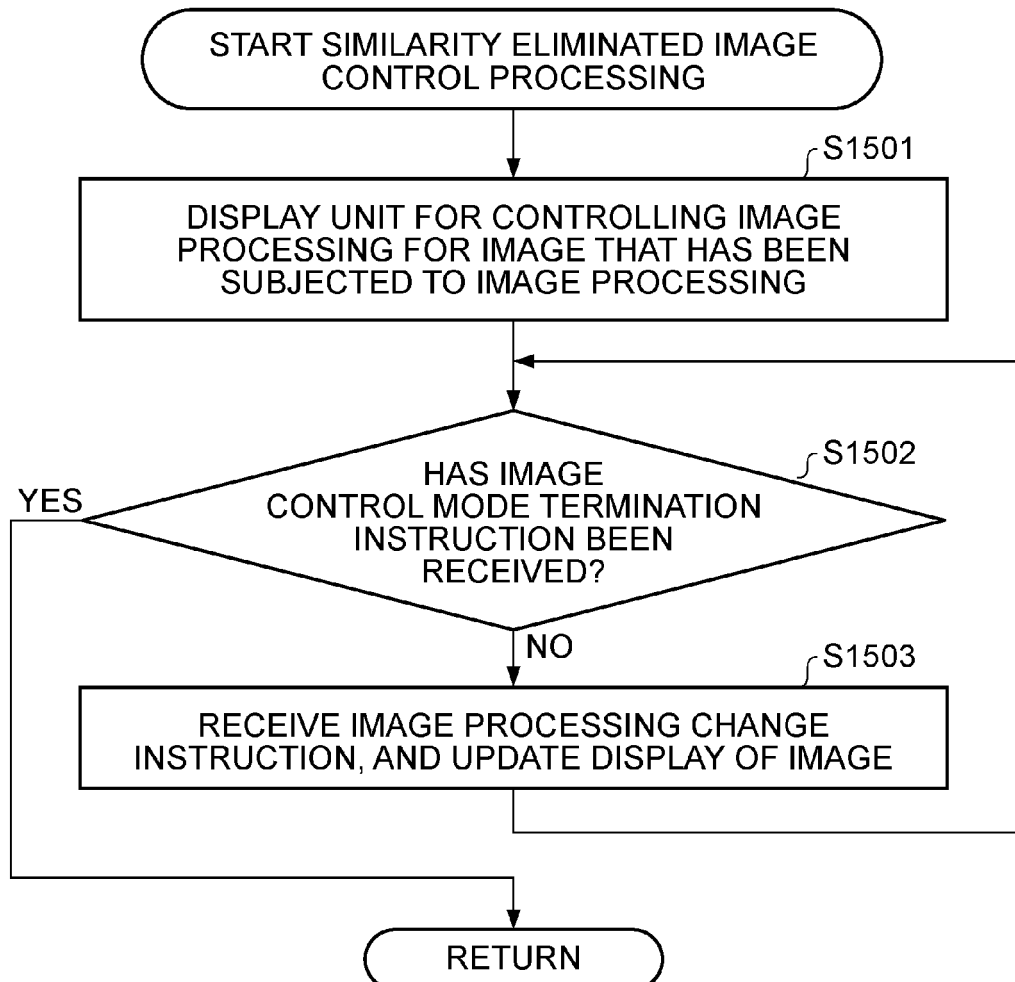 START SIMILARITY ELIMINATED IMAGE
CONTROL PROCESSING
S1501
DISPLAY UNIT FOR CONTROLLING IMAGE
PROCESSING FOR IMAGE THAT HAS BEEN
SUBJECTED TO IMAGE PROCESSING
S1502
YES
HAS IMAGE
CONTROL MODE TERMINATION
INSTRUCTION BEEN
RECEIVED?
NO
S1503
RECEIVE IMAGE PROCESSING CHANGE
INSTRUCTION, AND UPDATE DISPLAY OF IMAGE
RETURN